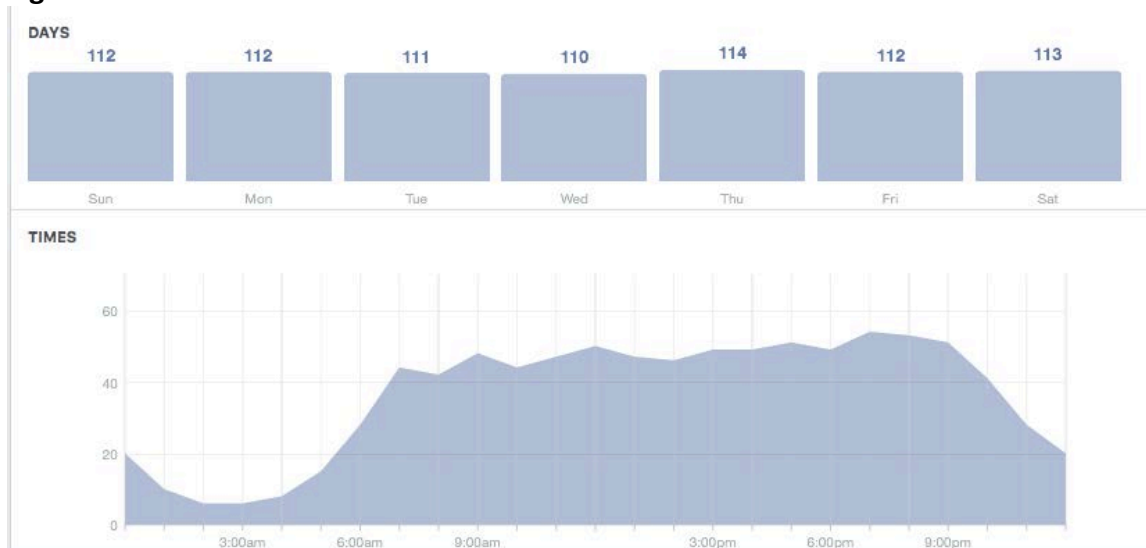 DAYS
112 112 111 110 114 112 113
Sun Mon Tue Wed Thu Fri Sat
TIMES
60
40
20
0
3:00am 6:00am 9:00am 3:00pm 6:00pm 9:00pm